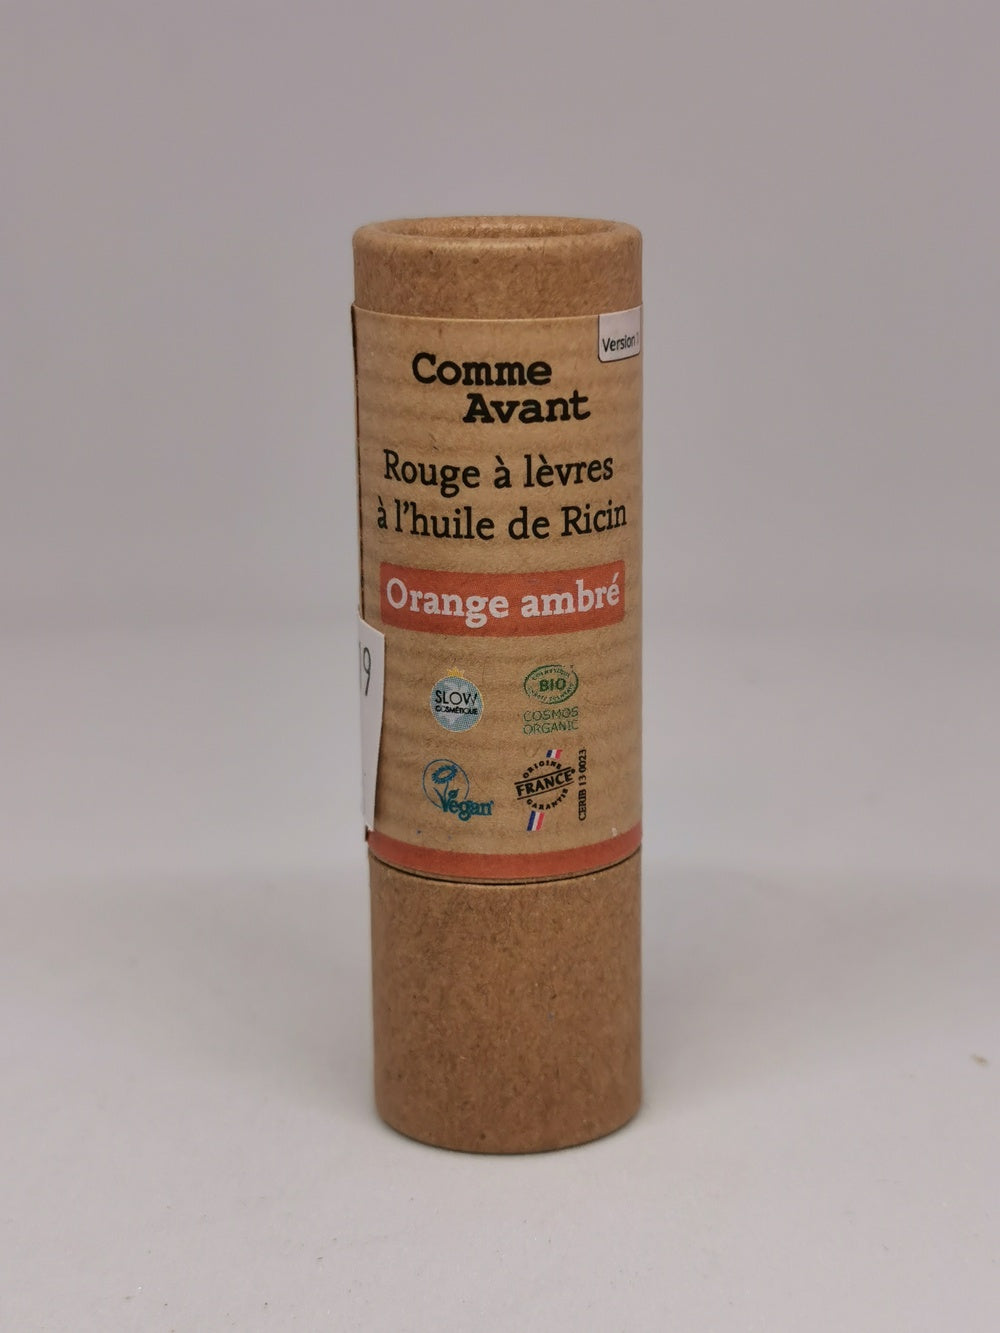 Version
Comme
Avant
Rouge à lèvres
à l'huile de Ricin
Orange ambré
SLOW
COSMÉTIQUE
BIO
COSMOS
ORGANIC
Vegan
ORIGINE
FRANCE
GARANTIE
CERIB 13 0023
9